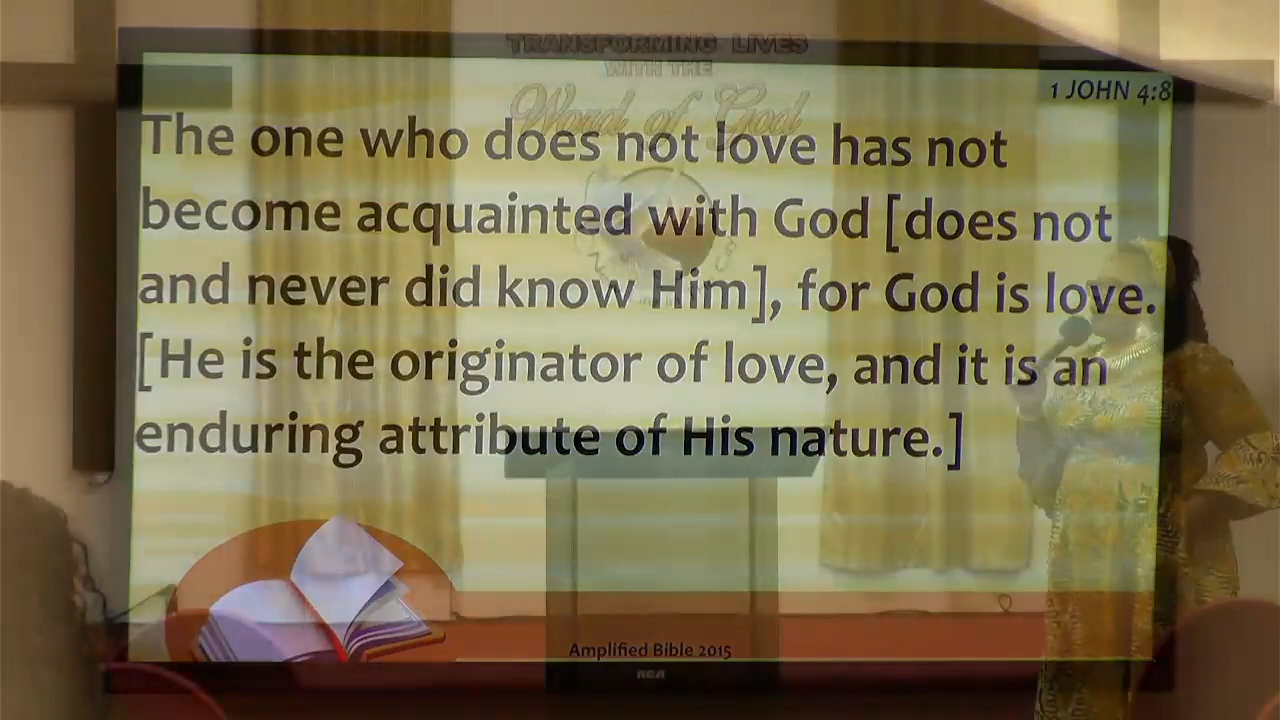 TRANSFORMING LIVES
WITH THE
Word of God
1 JOHN 4:8
The one who does not love has not
become acquainted with God [does not
and never did know Him], for God is love.
[He is the originator of love, and it is an
enduring attribute of His nature.]
Amplified Bible 2015
RCA